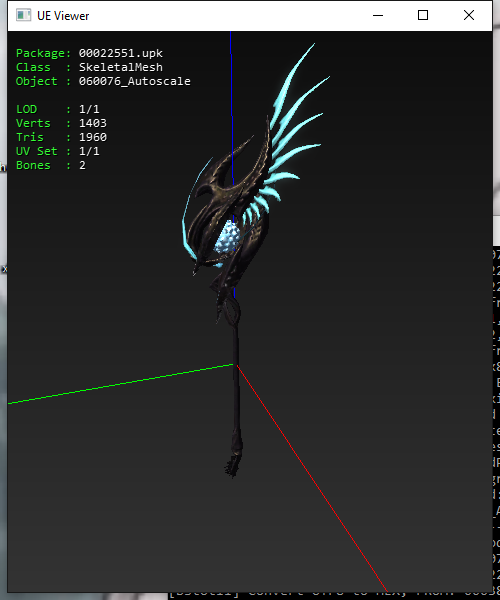 UE Viewer
Package: 00022551.upk
Class : SkeletalMesh
Object : 060076_Autoscale
LOD : 1/1
Verts : 1403
Tris : 1960
UV Set : 1/1
Bones : 2